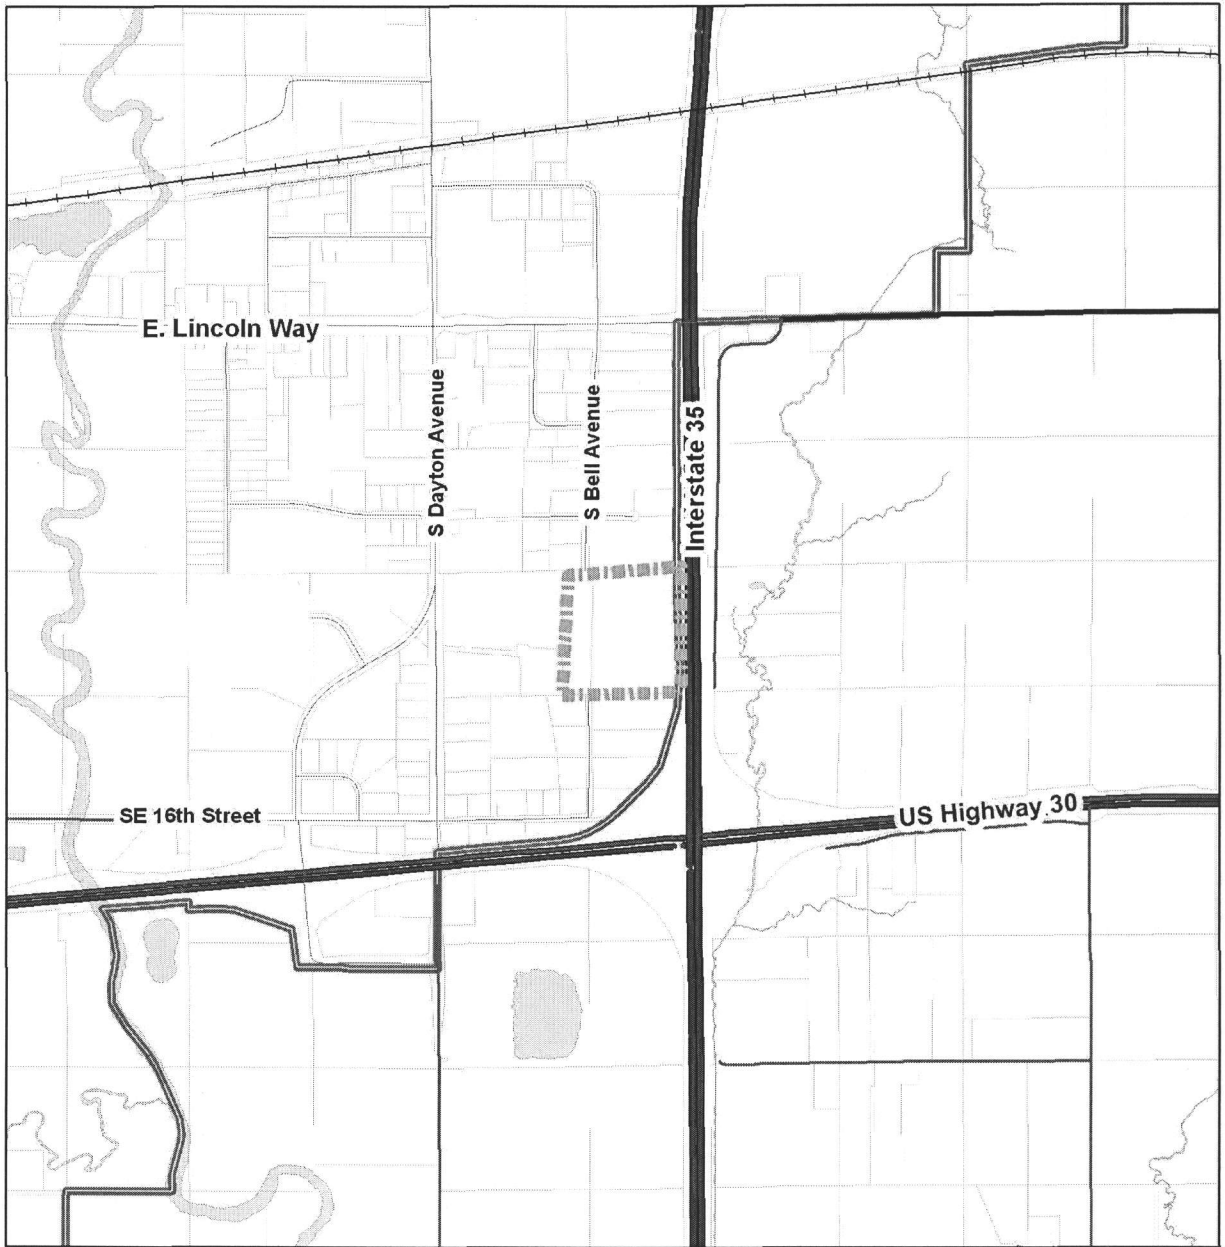 E. Lincoln Way
S Dayton Avenue
S Bell Avenue
Interstate 35
SE 16th Street
US Highway 30